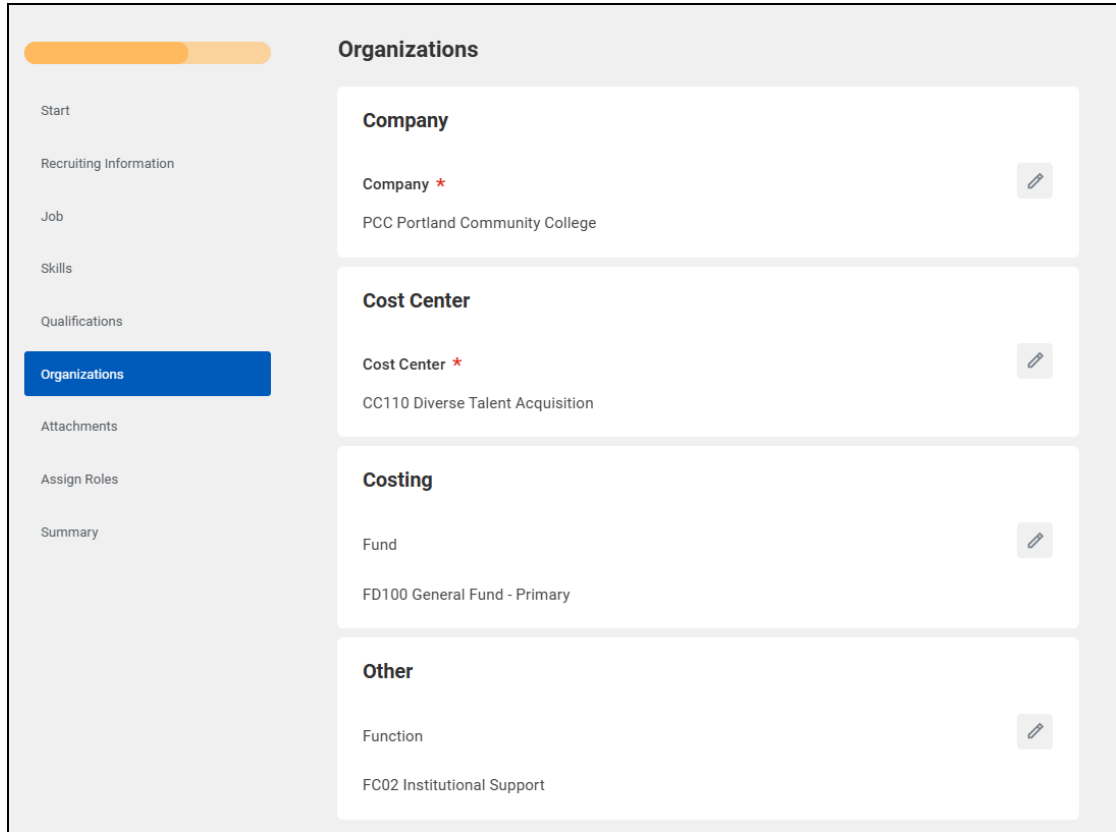 Start
Recruiting Information
Job
Skills
Qualifications
Organizations
Attachments
Assign Roles
Summary
Organizations
Company
Company *
PCC Portland Community College
Cost Center
Cost Center *
CC110 Diverse Talent Acquisition
Costing
Fund
FD100 General Fund - Primary
Other
Function
FC02 Institutional Support